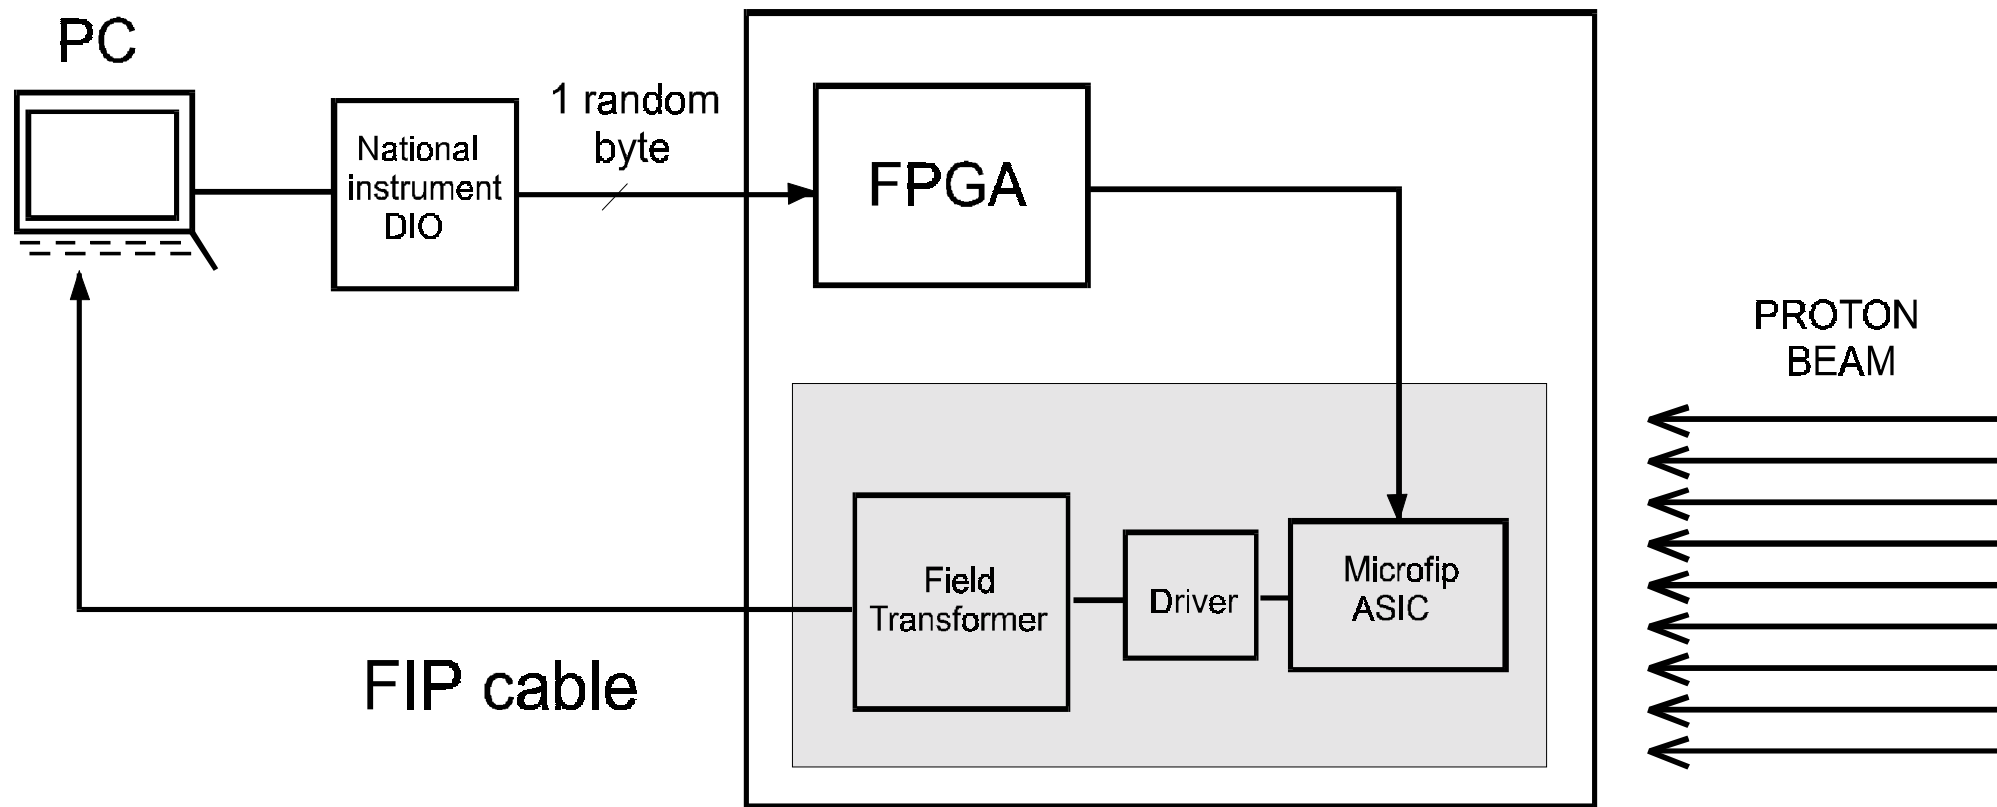 PC
National
instrument
DIO
1 random
byte
FPGA
PROTON
BEAM
Field
Transformer
Driver
Microfip
ASIC
FIP cable